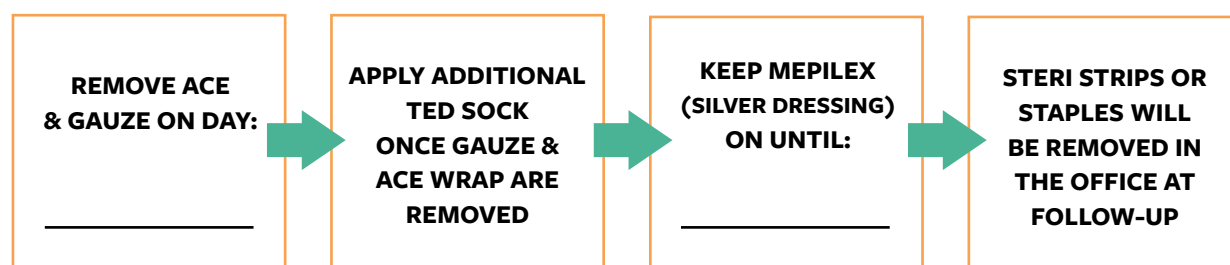 REMOVE ACE
& GAUZE ON DAY:
APPLY ADDITIONAL
TED SOCK
ONCE GAUZE &
ACE WRAP ARE
REMOVED
KEEP MEPILEX
(SILVER DRESSING)
ON UNTIL:
STERI STRIPS OR
STAPLES WILL
BE REMOVED IN
THE OFFICE AT
FOLLOW-UP